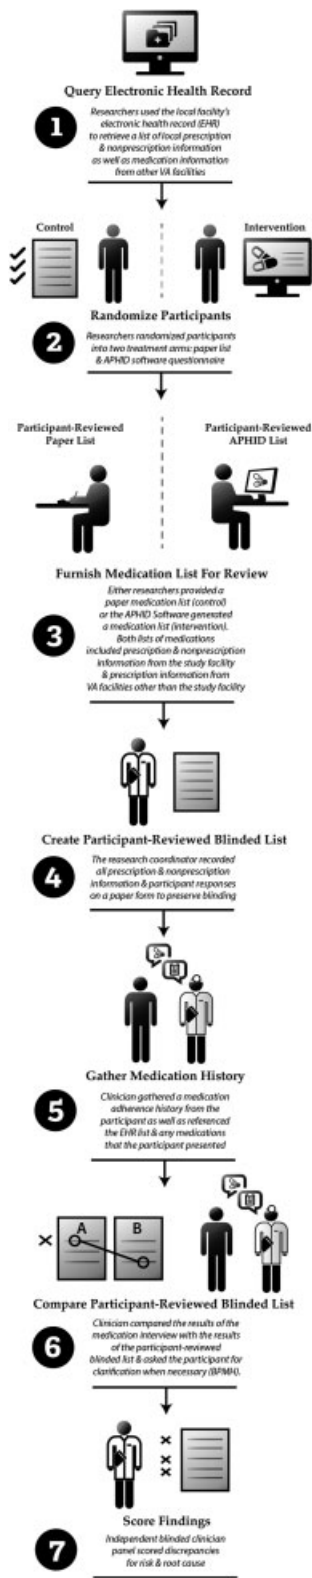 Query Electronic Health Record
1
Researchers used the local facility's
electronic health record (EHR)
to retrieve a list of local prescription
& nonprescription information
as well as medication information
from other VA facilities
Control
Intervention
Randomize Participants
2
Researchers randomized participants
into two treatment arms: paper list
& APHID software questionnaire
Participant-Reviewed
Paper List
Participant-Reviewed
APHID List
Furnish Medication List For Review
3
Either researchers provided a
paper medication list (control)
or the APHID Software generated
a medication list (intervention).
Both lists of medications
included prescription & nonprescription
information from the study facility
& prescription information from
VA facilities other than the study facility
Create Participant-Reviewed Blinded List
4
The reasearch coordinator recorded
all prescription & nonprescription
information & participant responses
on a paper form to preserve blinding
Gather Medication History
5
Clinician gathered a medication
adherence history from the
participant as well as referenced
the EHR list & any medications
that the participant presented
A
B
Compare Participant-Reviewed Blinded List
6
Clinician compared the results of the
medication interview with the results
of the participant-reviewed
blinded list & asked the participant for
clarification when necessary (BPMH).
Score Findings
7
Independent blinded clinician
panel scored discrepancies
for risk & root cause